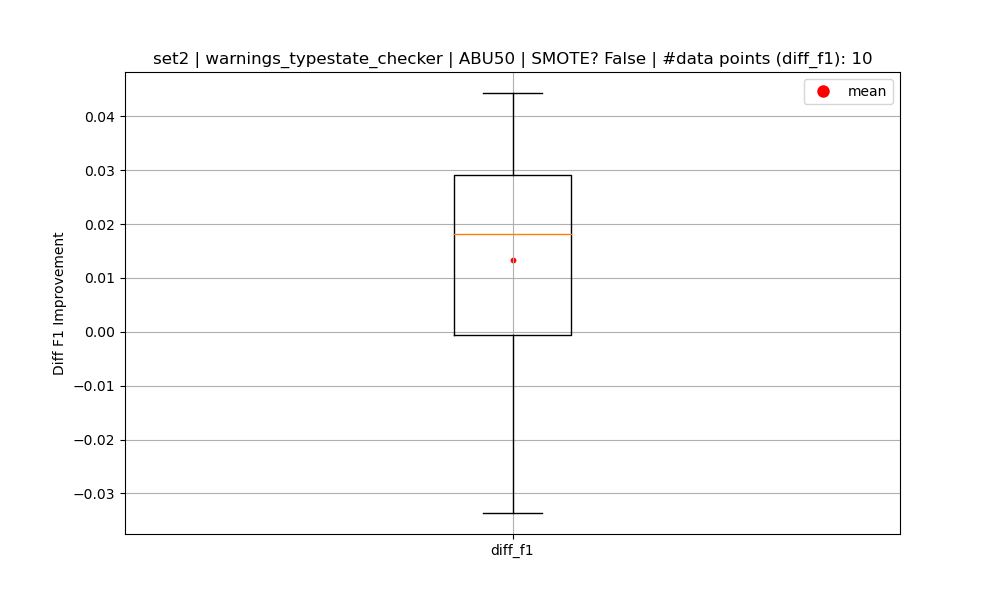 set2 | warnings_typestate_checker | ABU50 | SMOTE? False | #data points (diff_f1): 10
mean
0.04
0.03
0.02
0.01
0.00
−0.01
−0.02
−0.03
Diff F1 Improvement
diff_f1